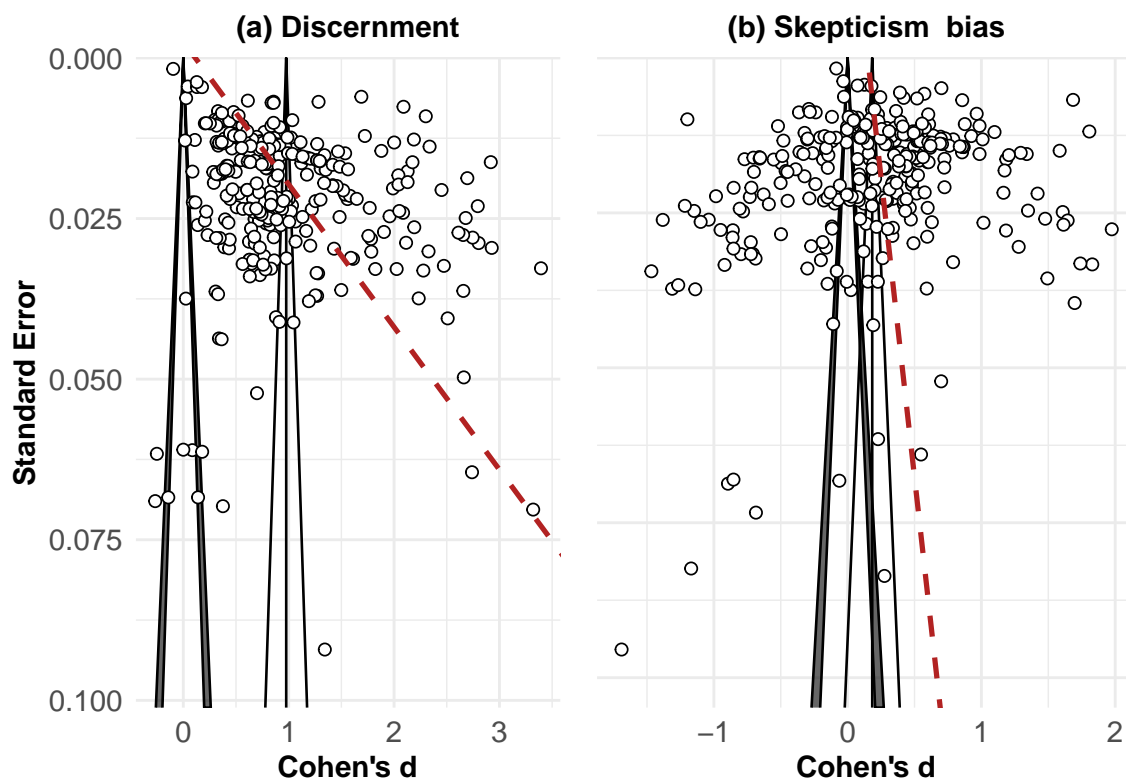 (a) Discernment
(b) Skepticism bias
0.000
0.025
0.050
0.075
0.100
Standard Error
0 1 2 3
−1 0 1 2
Cohen's d
Cohen's d